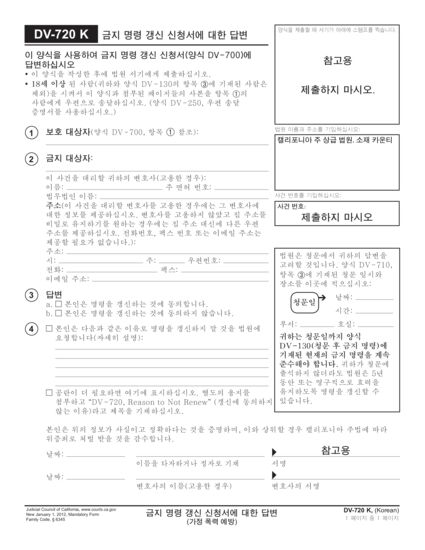 DV-720 K 금지 명령 갱신 신청서에 대한 답변
양식을 제출할 때 서기가 여기에 스탬프를 찍습니다.
이 양식을 사용하여 금지 명령 갱신 신청서(양식 DV-700)에
답변하십시오
• 이 양식을 작성한 후에 법원 서기에게 제출하십시오.
• 18세 이상 된 사람(귀하와 양식 DV-130의 항목 ③에 기재된 사람은
제외)을 시켜서 이 양식과 첨부된 페이지들의 사본을 항목 ①의
사람에게 우편으로 송달하십시오. (양식 DV-250, 우편 송달
증명서를 사용하십시오.)
참고용
제출하지 마시오.
① 보호 대상자(양식 DV-700, 항목 ① 참조):
법원 이름과 주소를 기입하십시오:
캘리포니아 주 상급 법원, 소재 카운티
② 금지 대상자:
이 사건을 대리할 귀하의 변호사(고용한 경우):
이름: 주 면허 번호:
법무법인 이름:
주소(이 사건을 대리할 변호사를 고용한 경우에는 그 변호사에
대한 정보를 제공하십시오. 변호사를 고용하지 않았고 집 주소를
비밀로 유지하기를 원하는 경우에는 집 주소 대신에 다른 우편
주소를 제공하십시오. 전화번호, 팩스 번호 또는 이메일 주소는
제공할 필요가 없습니다.):
주소:
시: 주: 우편번호:
전화: 팩스:
이메일 주소:
사건 번호를 기입하십시오:
사건 번호:
제출하지 마시오
법원은 청문에서 귀하의 답변을
고려할 것입니다. 양식 DV-710,
항목 ③에 기재된 청문 일시와
장소를 이곳에 적으십시오:
청문일 날짜:
시간:
부서: 호실:
귀하는 청문일까지 양식
DV-130(청문 후 금지 명령)에
기재된 현재의 금지 명령을 계속
준수해야 합니다. 귀하가 청문에
출석하지 않더라도 법원은 5년
동안 또는 영구적으로 효력을
유지하도록 명령을 갱신할 수
있습니다.
③ 답변
a. □ 본인은 명령을 갱신하는 것에 동의합니다.
b. □ 본인은 명령을 갱신하는 것에 동의하지 않습니다.
④ □ 본인은 다음과 같은 이유로 명령을 갱신하지 말 것을 법원에
요청합니다(자세히 설명):
□ 공란이 더 필요하면 여기에 표시하십시오. 별도의 용지를
첨부하고 "DV-720, Reason to Not Renew" (갱신에 동의하지
않는 이유)라고 제목을 기재하십시오.
본인은 위의 정보가 사실이고 정확하다는 것을 증명하며, 이와 상위할 경우 캘리포니아 주법에 따라
위증죄로 처벌 받을 것을 감수합니다.
날짜:
참고용
이름을 타자하거나 정자로 기재 서명
날짜:
변호사의 이름(고용한 경우) 변호사의 서명
Judicial Council of California, www.courts.ca.gov
New January 1, 2012, Mandatory Form
Family Code, § 6345
금지 명령 갱신 신청서에 대한 답변
(가정 폭력 예방)
DV-720 K, (Korean)
1 페이지 중 1 페이지